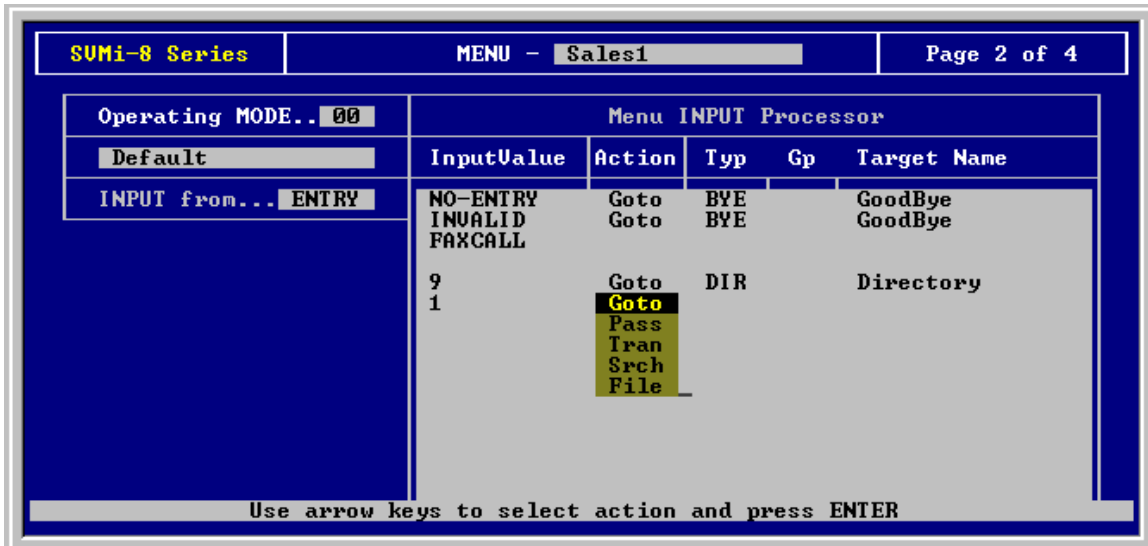 SVMi-8 Series MENU - Sales1 Page 2 of 4
Operating MODE.. 00 Menu INPUT Processor
Default InputValue Action Typ Gp Target Name
INPUT from... ENTRY NO-ENTRY Goto BYE GoodBye
INVALID Goto BYE GoodBye
FAXCALL
9 Goto DIR Directory
1 Goto
Pass
Tran
Srch
File
Use arrow keys to select action and press ENTER